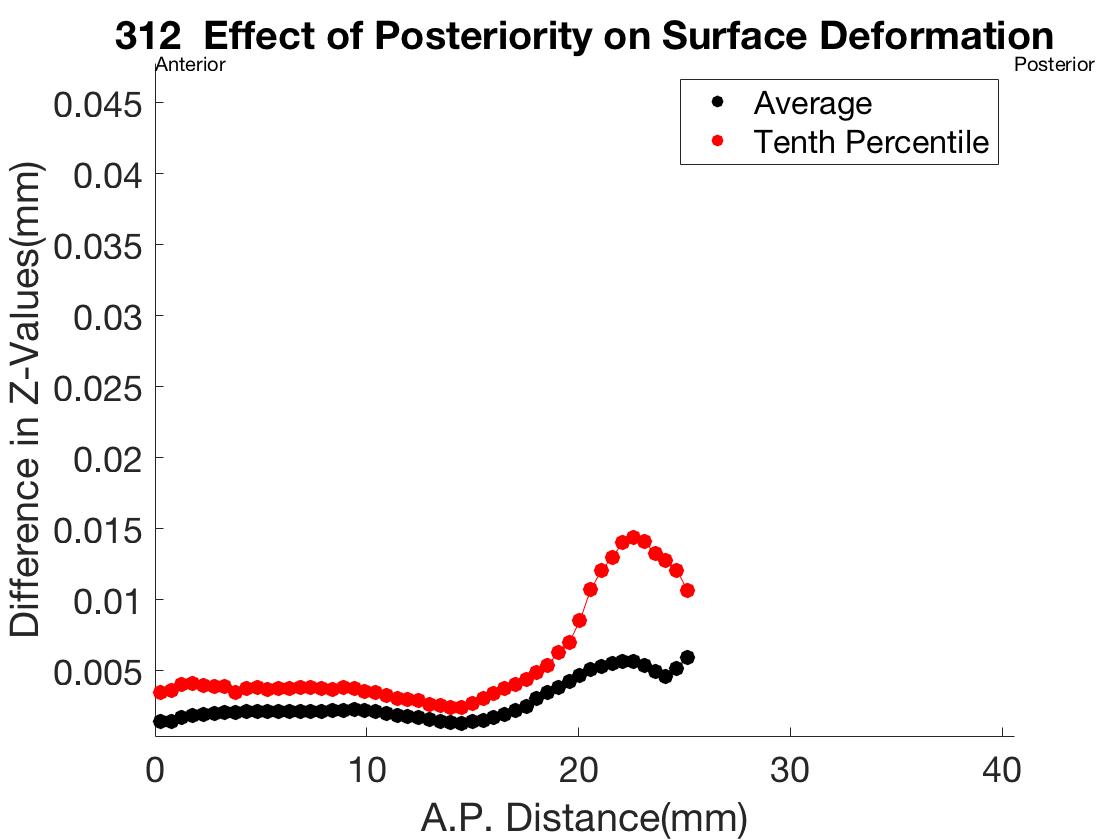 312  Effect of Posteriority on Surface Deformation
Anterior
Posterior
Average
Tenth Percentile
Difference in Z-Values(mm)
0.045
0.04
0.035
0.03
0.025
0.02
0.015
0.01
0.005
0
10
20
30
40
A.P. Distance(mm)